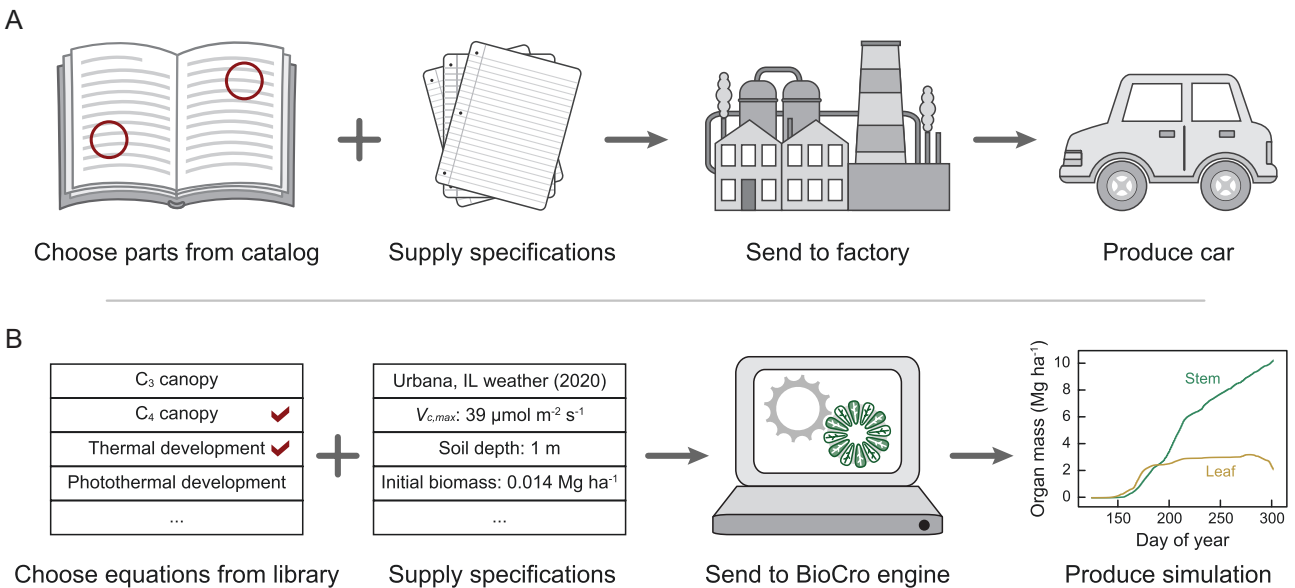 A
Choose parts from catalog
Supply specifications
Send to factory
Produce car
B
C₃ canopy
C₄ canopy
Thermal development
Photothermal development
...
Urbana, IL weather (2020)
V_c,max: 39 µmol m⁻² s⁻¹
Soil depth: 1 m
Initial biomass: 0.014 Mg ha⁻¹
...
Organ mass (Mg ha⁻¹)
10
8
6
4
2
0
Stem
Leaf
150 200 250 300
Day of year
Choose equations from library
Supply specifications
Send to BioCro engine
Produce simulation